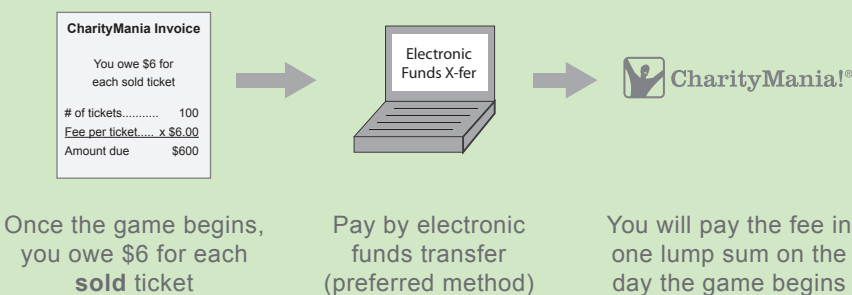 CharityMania Invoice
You owe $6 for
each sold ticket
# of tickets........... 100
Fee per ticket..... x $6.00
Amount due $600
Electronic
Funds X-fer
CharityMania!®
Once the game begins,
you owe $6 for each
sold ticket
Pay by electronic
funds transfer
(preferred method)
You will pay the fee in
one lump sum on the
day the game begins